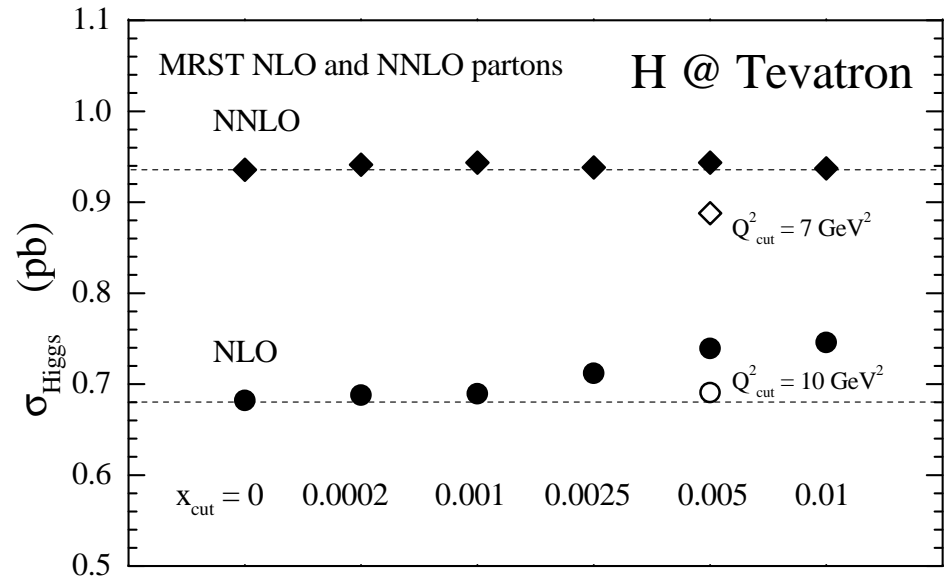 1.1
MRST NLO and NNLO partons
H @ Tevatron
1.0
NNLO
0.9
Q²cut = 7 GeV²
σHiggs (pb)
0.8
NLO
0.7
Q²cut = 10 GeV²
0.6
xcut = 0 0.0002 0.001 0.0025 0.005 0.01
0.5